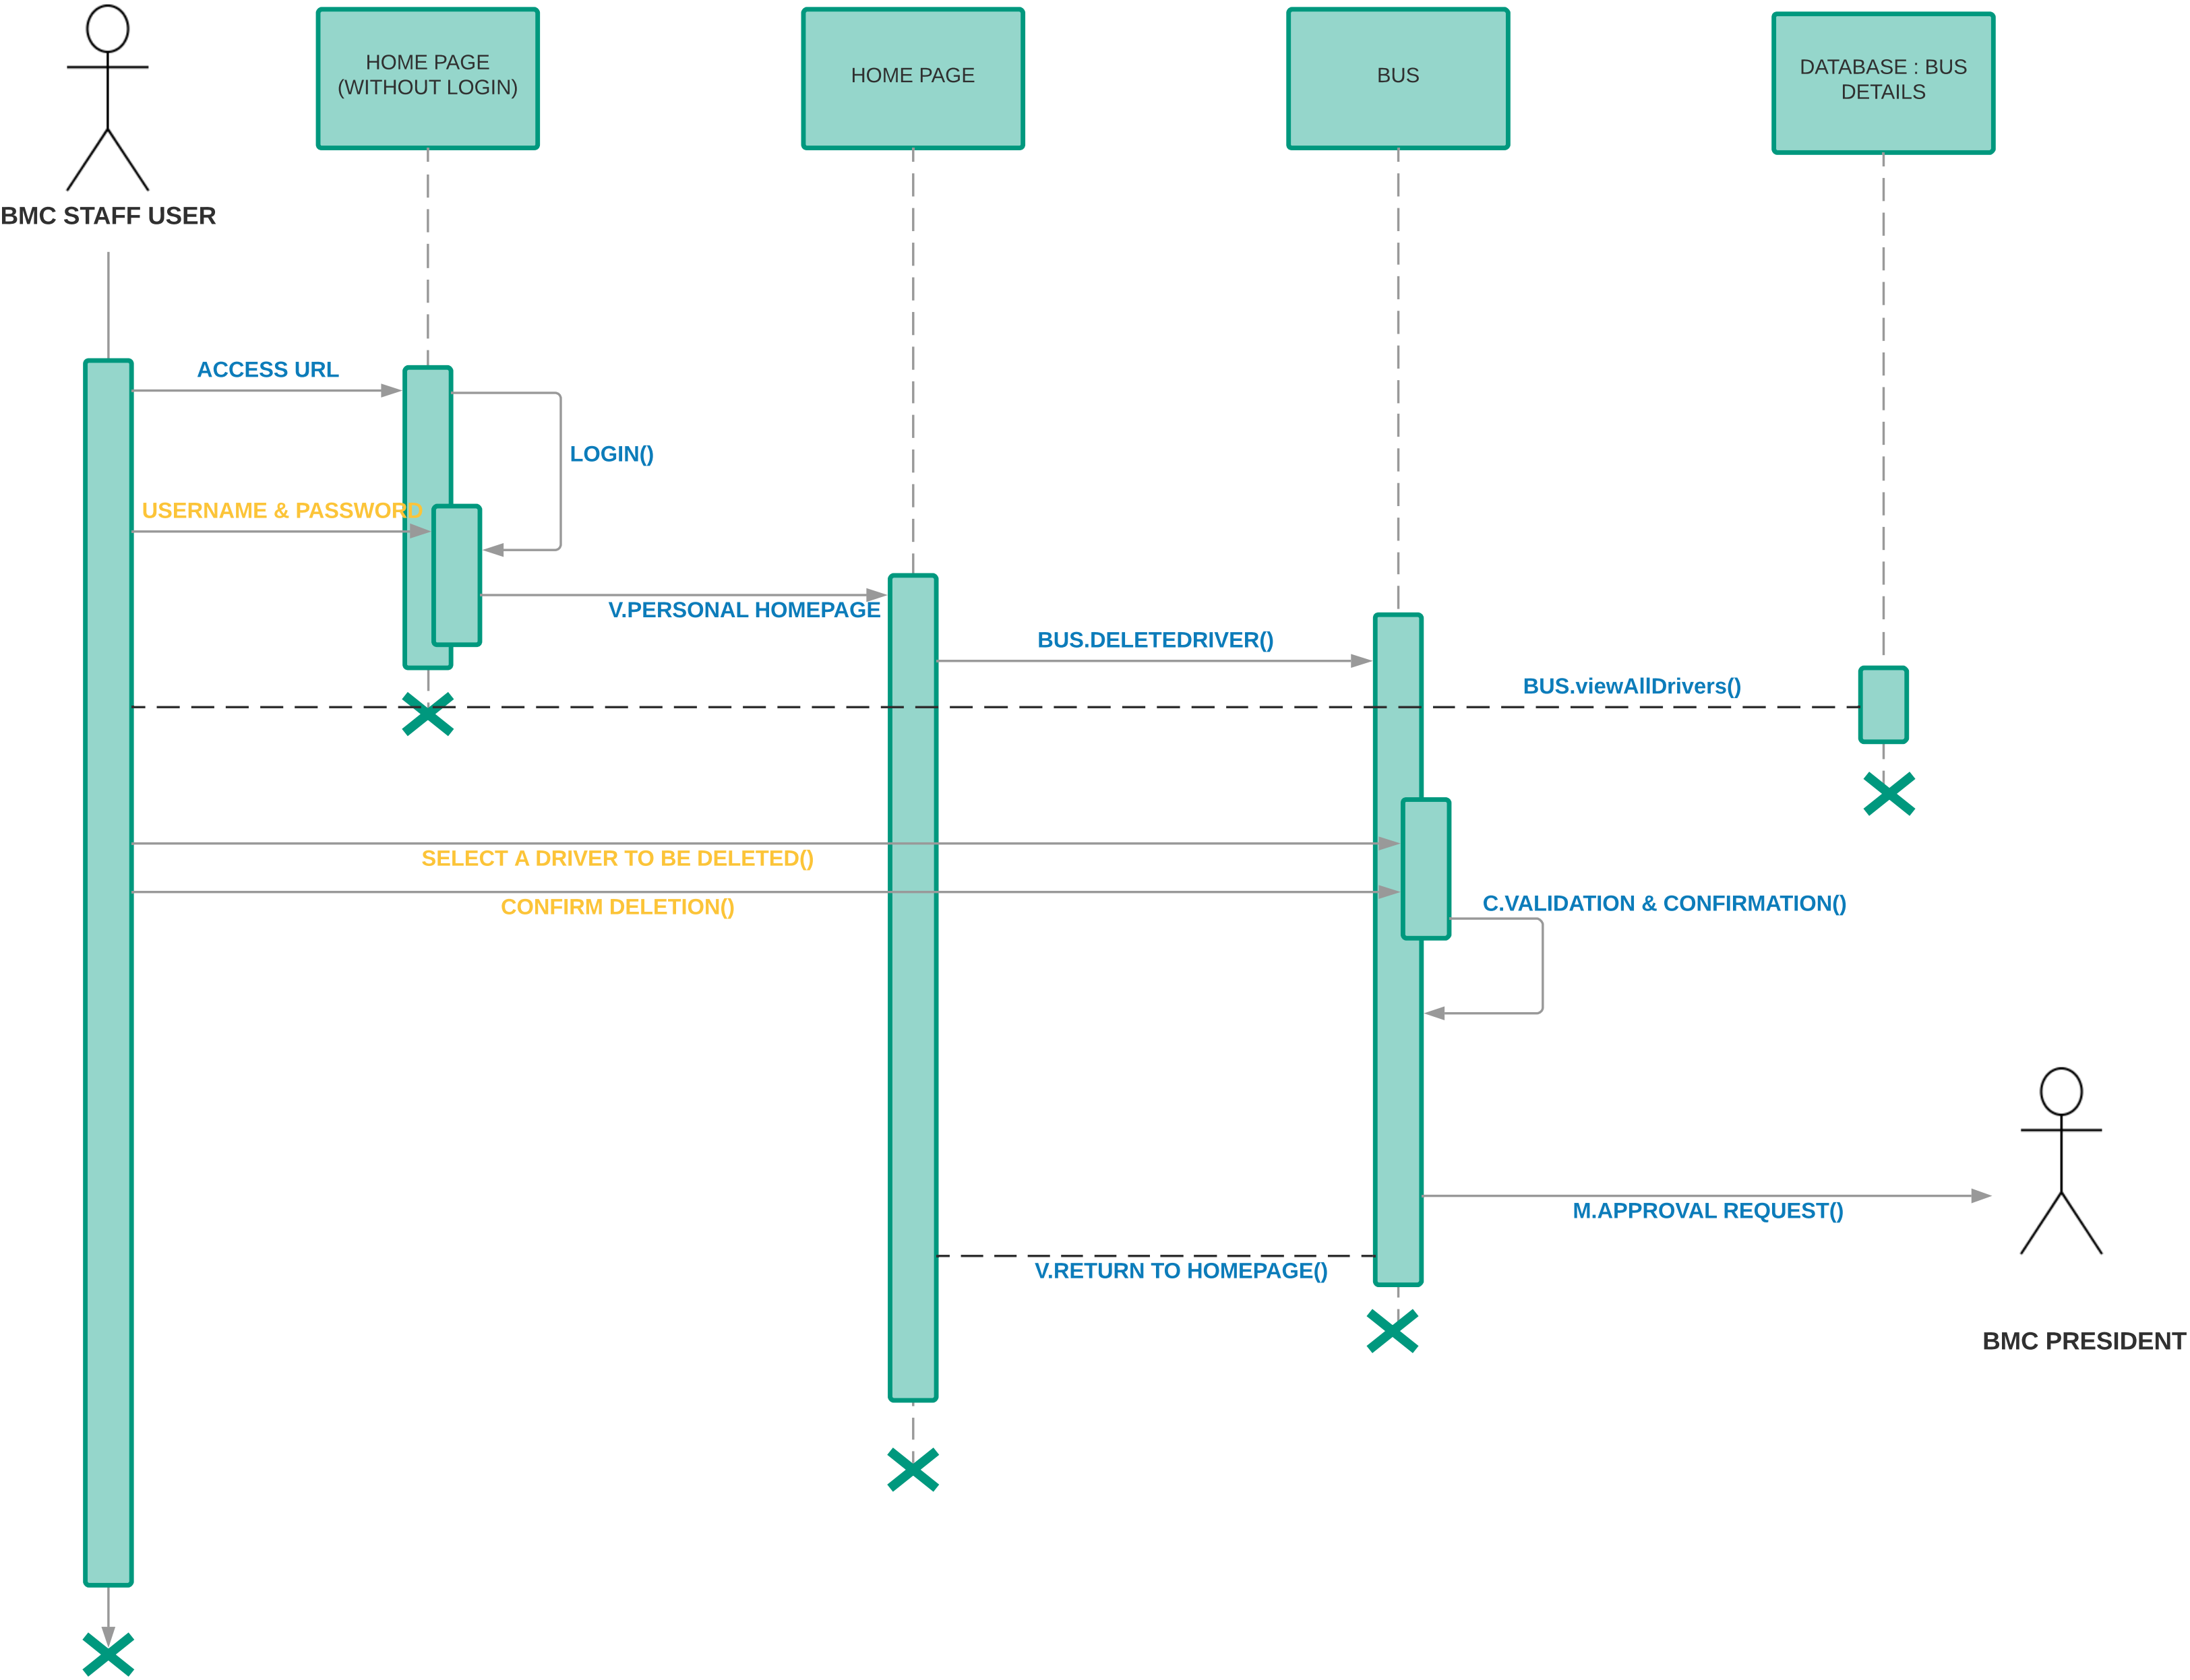 HOME PAGE
(WITHOUT LOGIN)
HOME PAGE
BUS
DATABASE : BUS
DETAILS
BMC STAFF USER
ACCESS URL
LOGIN()
USERNAME & PASSWORD
V.PERSONAL HOMEPAGE
BUS.DELETEDRIVER()
BUS.viewAllDrivers()
SELECT A DRIVER TO BE DELETED()
CONFIRM DELETION()
C.VALIDATION & CONFIRMATION()
M.APPROVAL REQUEST()
V.RETURN TO HOMEPAGE()
BMC PRESIDENT